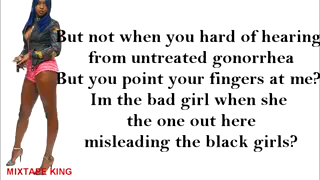 But not when you hard of hearing
from untreated gonorrhea
But you point your fingers at me?
Im the bad girl when she
the one out here
misleading the black girls?
MIXTAPE KING